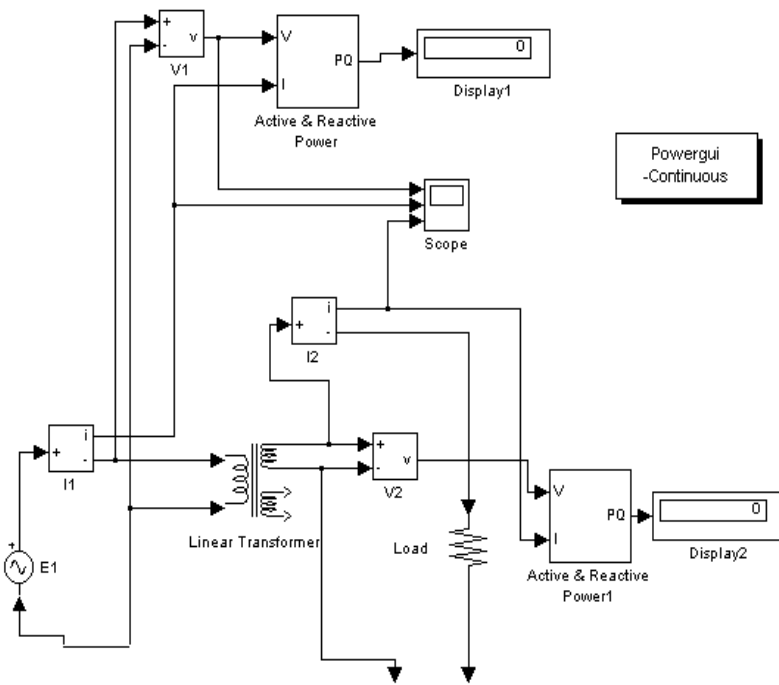 +
-
v
V1
V
I
PQ
Active & Reactive
Power
0
Display1
Powergui
-Continuous
Scope
+
i
-
I2
+
i
-
I1
Linear Transformer
+
-
v
V2
Load
V
I
PQ
Active & Reactive
Power1
0
Display2
+
E1